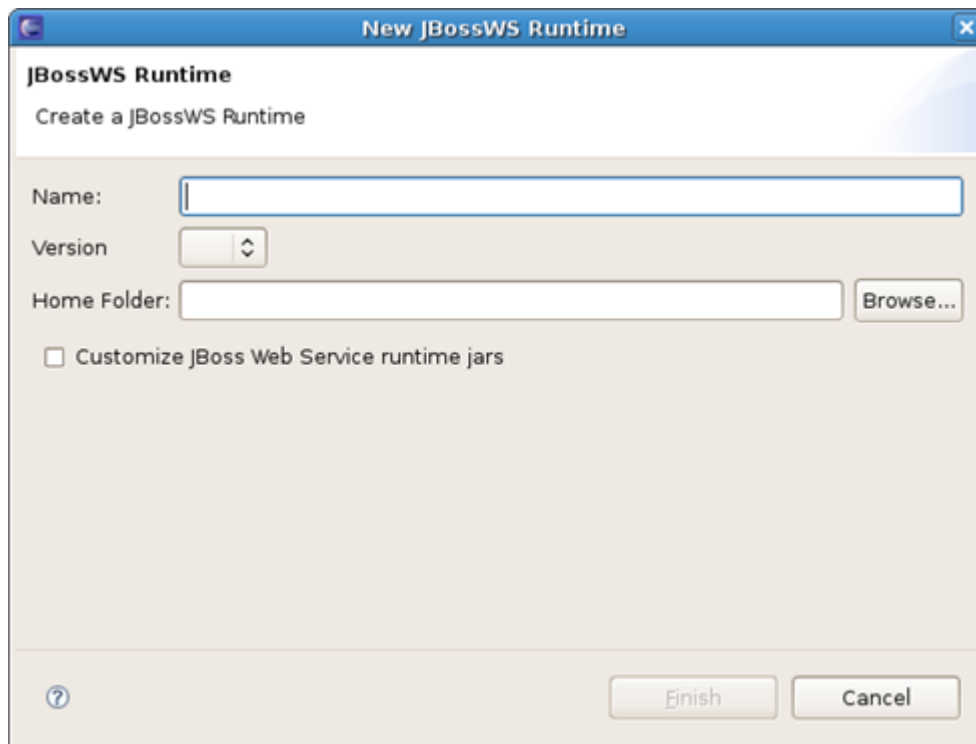 New JBossWS Runtime
JBossWS Runtime
Create a JBossWS Runtime
Name:
Version
Home Folder:
Browse...
Customize JBoss Web Service runtime jars
?
Finish
Cancel